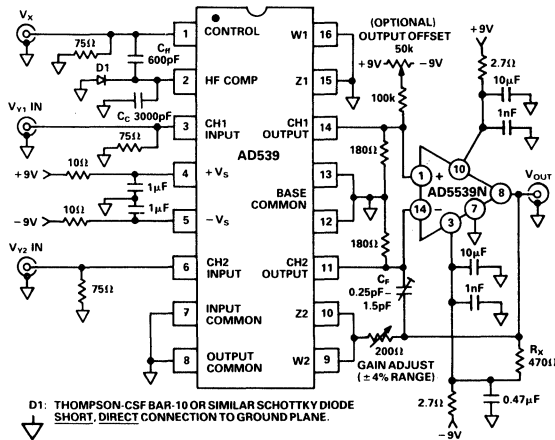 Vx
75Ω
Cff
600pF
D1
Cc 3000pF
VY1 IN
75Ω
+9V
10Ω
1μF
1μF
-9V
10Ω
VY2 IN
75Ω
1
CONTROL
2
HF COMP
3
CH1
INPUT
4
+Vs
5
-Vs
6
CH2
INPUT
7
INPUT
COMMON
8
OUTPUT
COMMON
AD539
W1
16
Z1
15
CH1
OUTPUT
14
BASE
COMMON
13
12
CH2
OUTPUT
11
Z2
10
W2
9
(OPTIONAL)
OUTPUT OFFSET
50k
+9V
-9V
100k
180Ω
180Ω
CF
0.25pF–
1.5pF
200Ω
GAIN ADJUST
(±4% RANGE)
+9V
2.7Ω
10μF
1nF
1
+
10
AD5539N
8
14
–
3
7
VOUT
10μF
1nF
Rx
470Ω
2.7Ω
0.47μF
-9V
D1: THOMPSON-CSF BAR-10 OR SIMILAR SCHOTTKY DIODE
SHORT, DIRECT CONNECTION TO GROUND PLANE.